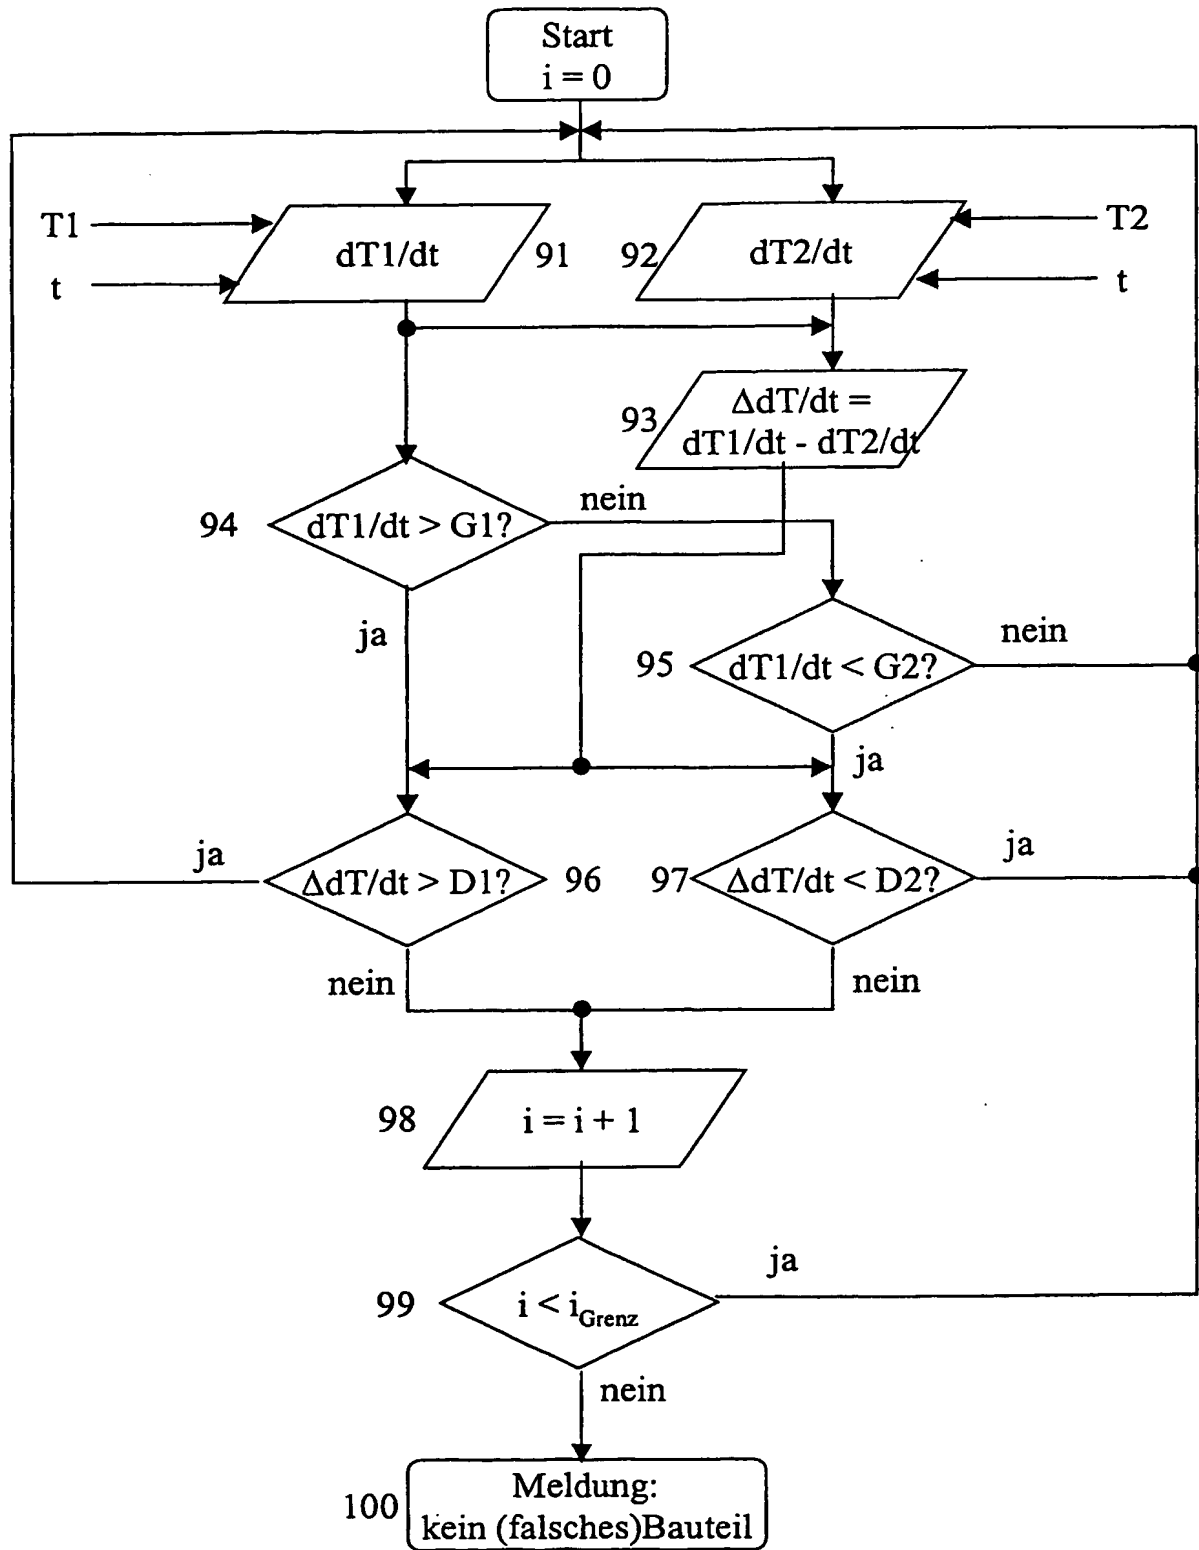 Start
i = 0
T1
t
dT1/dt
91
92
dT2/dt
T2
t
93
ΔdT/dt =
dT1/dt - dT2/dt
94
dT1/dt > G1?
nein
ja
95
dT1/dt < G2?
nein
ja
ja
ΔdT/dt > D1?
96
97
ΔdT/dt < D2?
ja
nein
nein
98
i = i + 1
99
i < iGrenz
ja
nein
100
Meldung:
kein (falsches)Bauteil